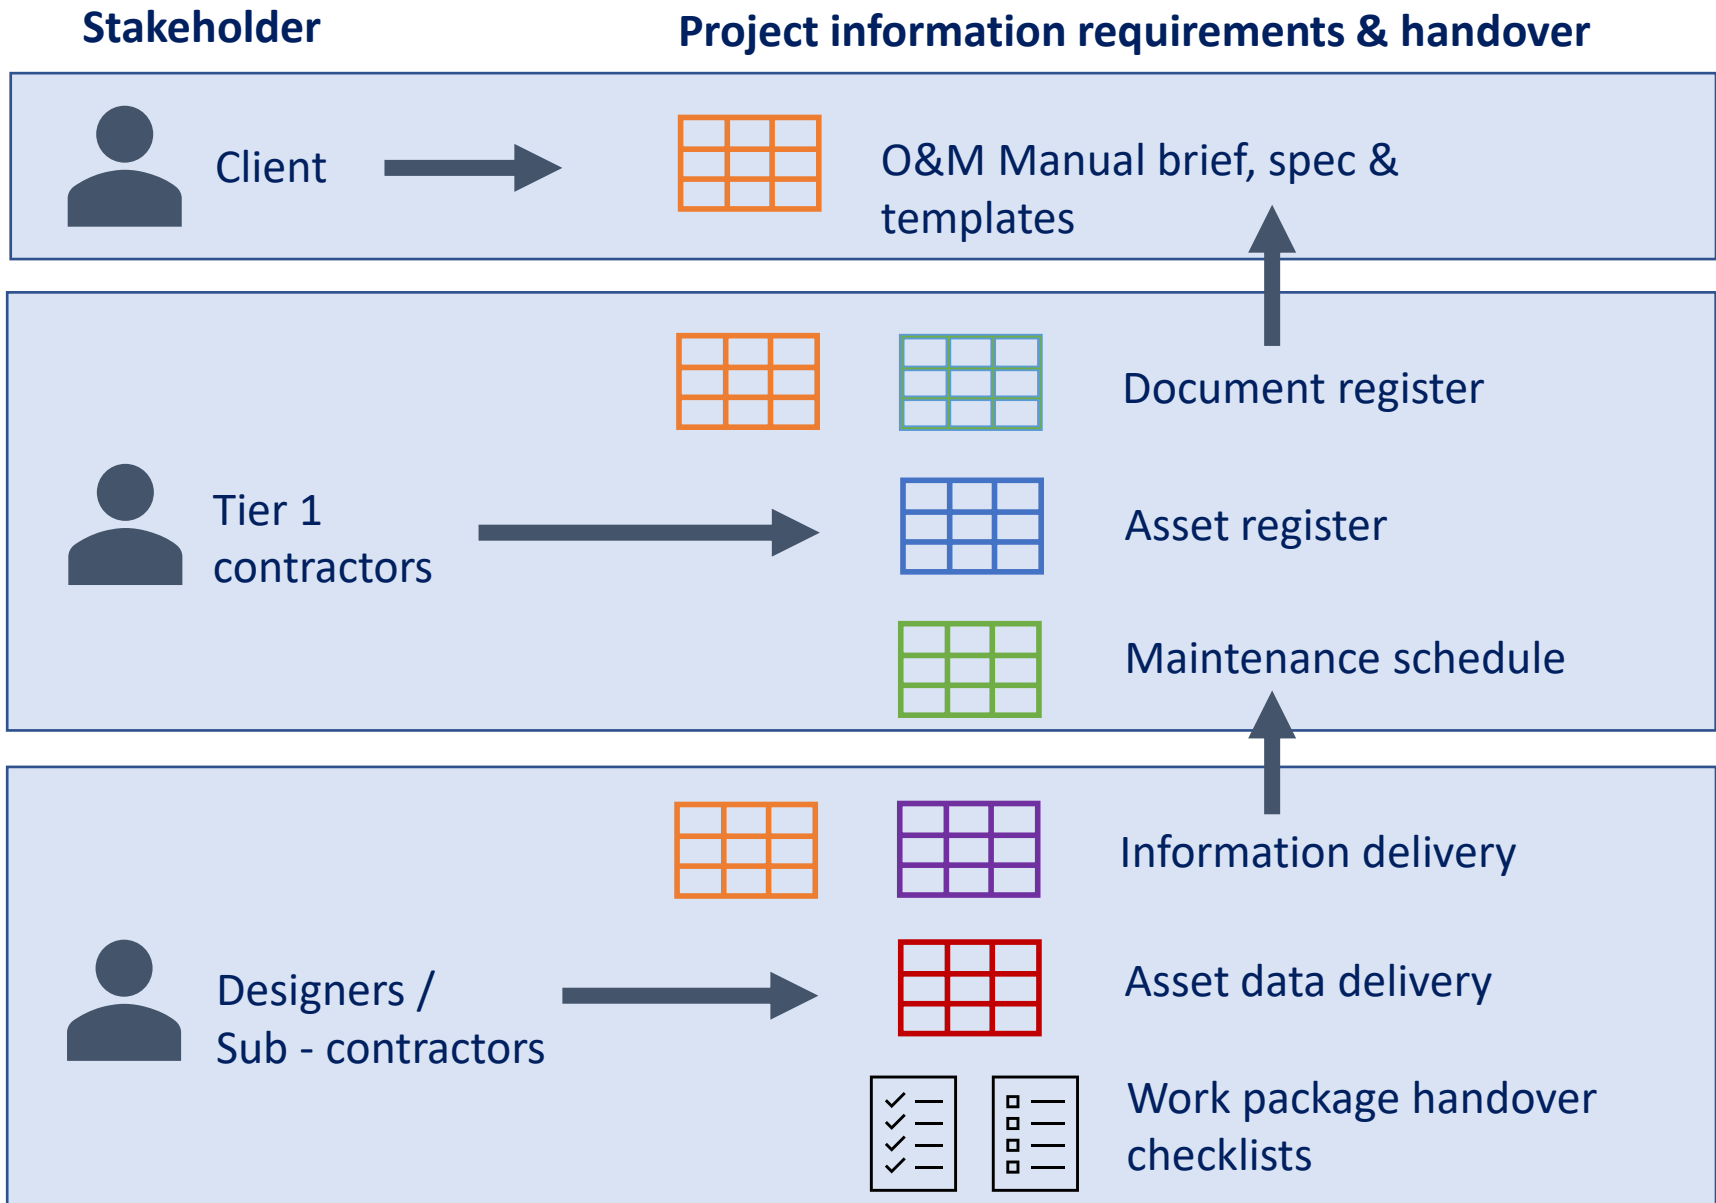 Stakeholder
Project information requirements & handover
Client
O&M Manual brief, spec &
templates
Document register
Tier 1
contractors
Asset register
Maintenance schedule
Information delivery
Designers /
Sub - contractors
Asset data delivery
Work package handover
checklists